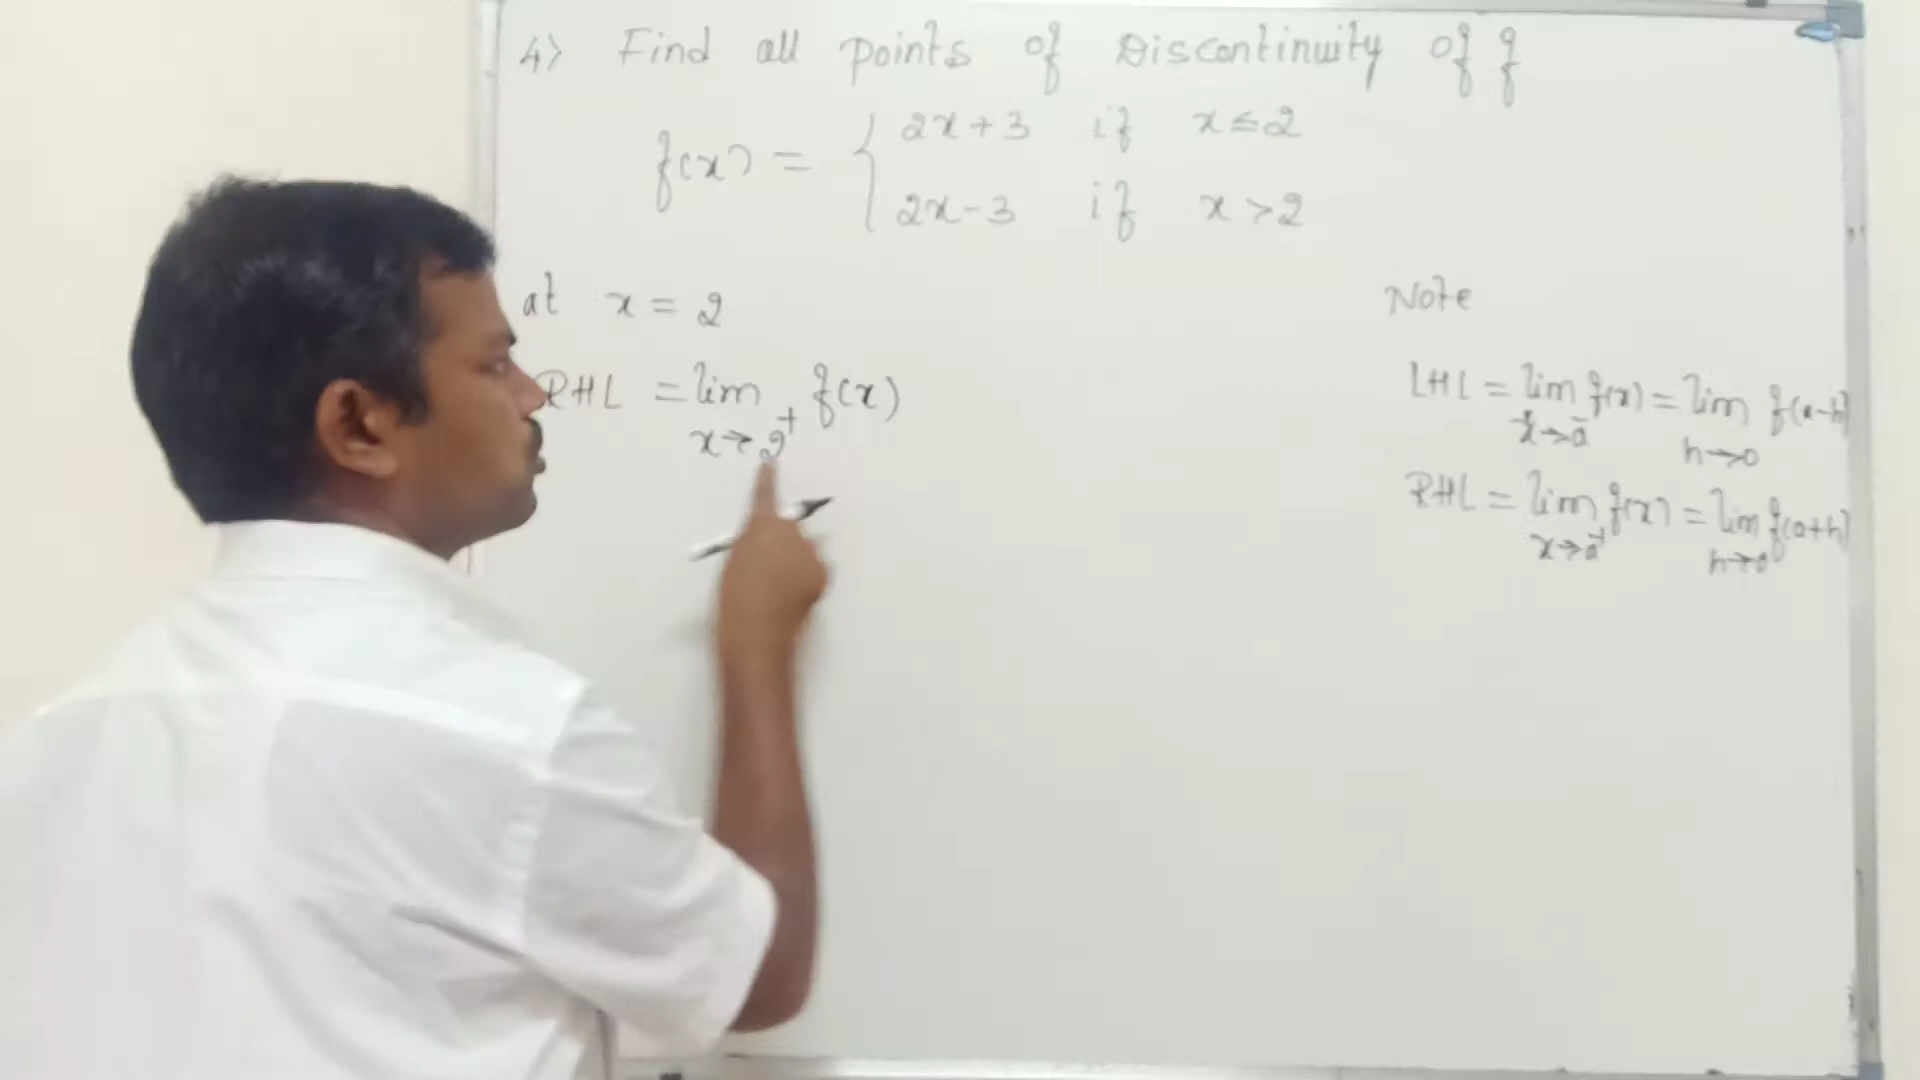 4) Find all points of Discontinuity of f
f(x) = { 2x+3 if x≤2
2x-3 if x>2
at x = 2
RHL = lim f(x)
x→2⁺
Note
LHL = lim f(x) = lim f(a-h)
x→a⁻ h→0
RHL = lim f(x) = lim f(a+h)
x→a⁺ h→0